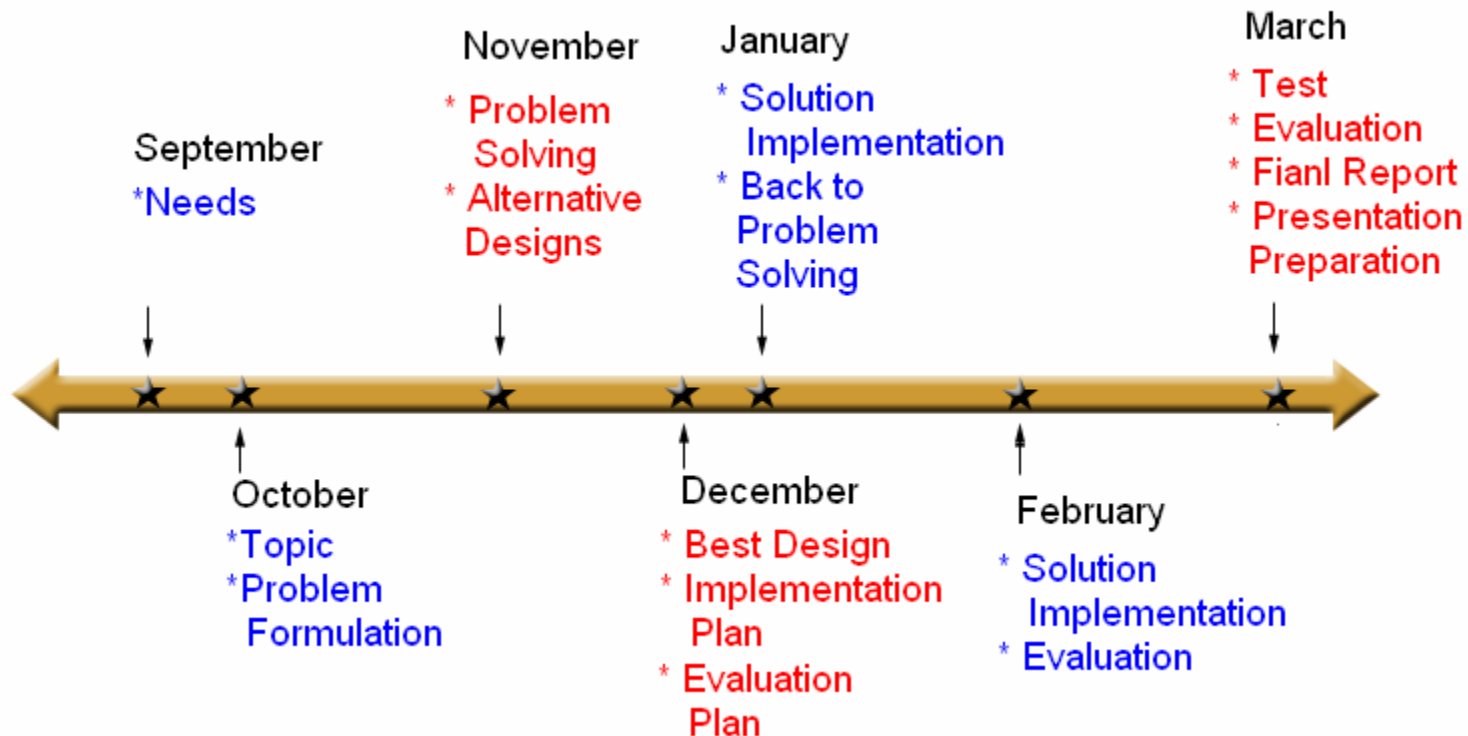 September
*Needs
October
*Topic
*Problem
Formulation
November
* Problem
Solving
* Alternative
Designs
December
* Best Design
* Implementation
Plan
* Evaluation
Plan
January
* Solution
Implementation
* Back to
Problem
Solving
February
* Solution
Implementation
* Evaluation
March
* Test
* Evaluation
* Fianl Report
* Presentation
Preparation